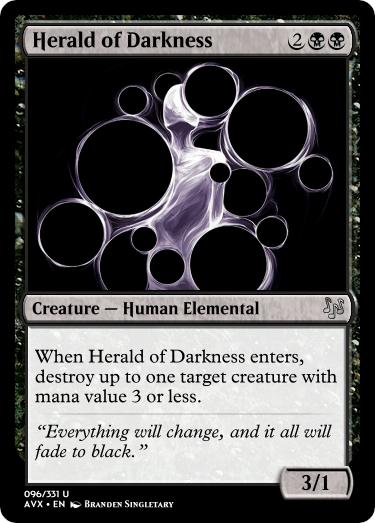 Herald of Darkness 2
Creature — Human Elemental
When Herald of Darkness enters,
destroy up to one target creature with
mana value 3 or less.
“Everything will change, and it all will
fade to black.”
3/1
096/331 U
AVX • EN Branden Singletary